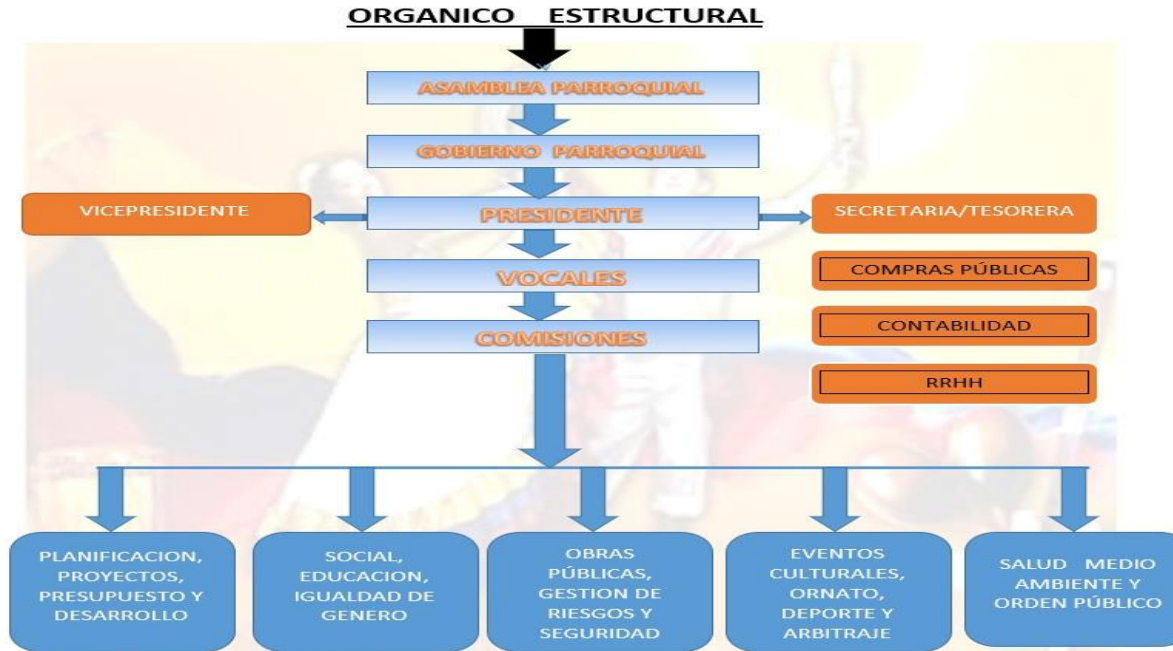 ORGANICO ESTRUCTURAL
ASAMBLEA PARROQUIAL
GOBIERNO PARROQUIAL
VICEPRESIDENTE
PRESIDENTE
SECRETARIA/TESORERA
VOCALES
COMPRAS PÚBLICAS
COMISIONES
CONTABILIDAD
RRHH
PLANIFICACION,
PROYECTOS,
PRESUPUESTO Y
DESARROLLO
SOCIAL,
EDUCACION,
IGUALDAD DE
GENERO
OBRAS
PÚBLICAS,
GESTION DE
RIESGOS Y
SEGURIDAD
EVENTOS
CULTURALES,
ORNATO,
DEPORTE Y
ARBITRAJE
SALUD MEDIO
AMBIENTE Y
ORDEN PÚBLICO